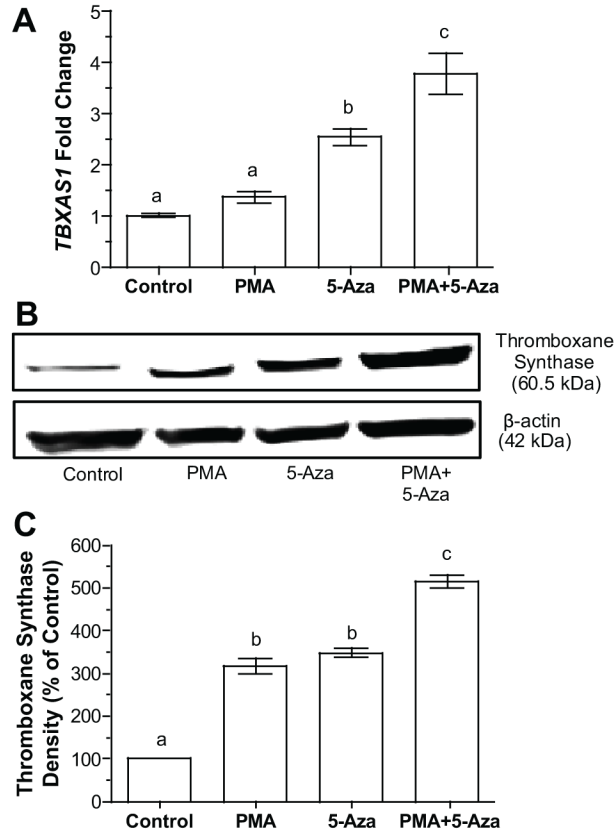 A
TBXAS1 Fold Change
5
4
3
2
1
0
a
a
b
c
Control PMA 5-Aza PMA+5-Aza
B
Thromboxane
Synthase
(60.5 kDa)
β-actin
(42 kDa)
Control PMA 5-Aza PMA+
5-Aza
C
Thromboxane Synthase
Density (% of Control)
600
500
400
300
200
100
0
a
b
b
c
Control PMA 5-Aza PMA+5-Aza